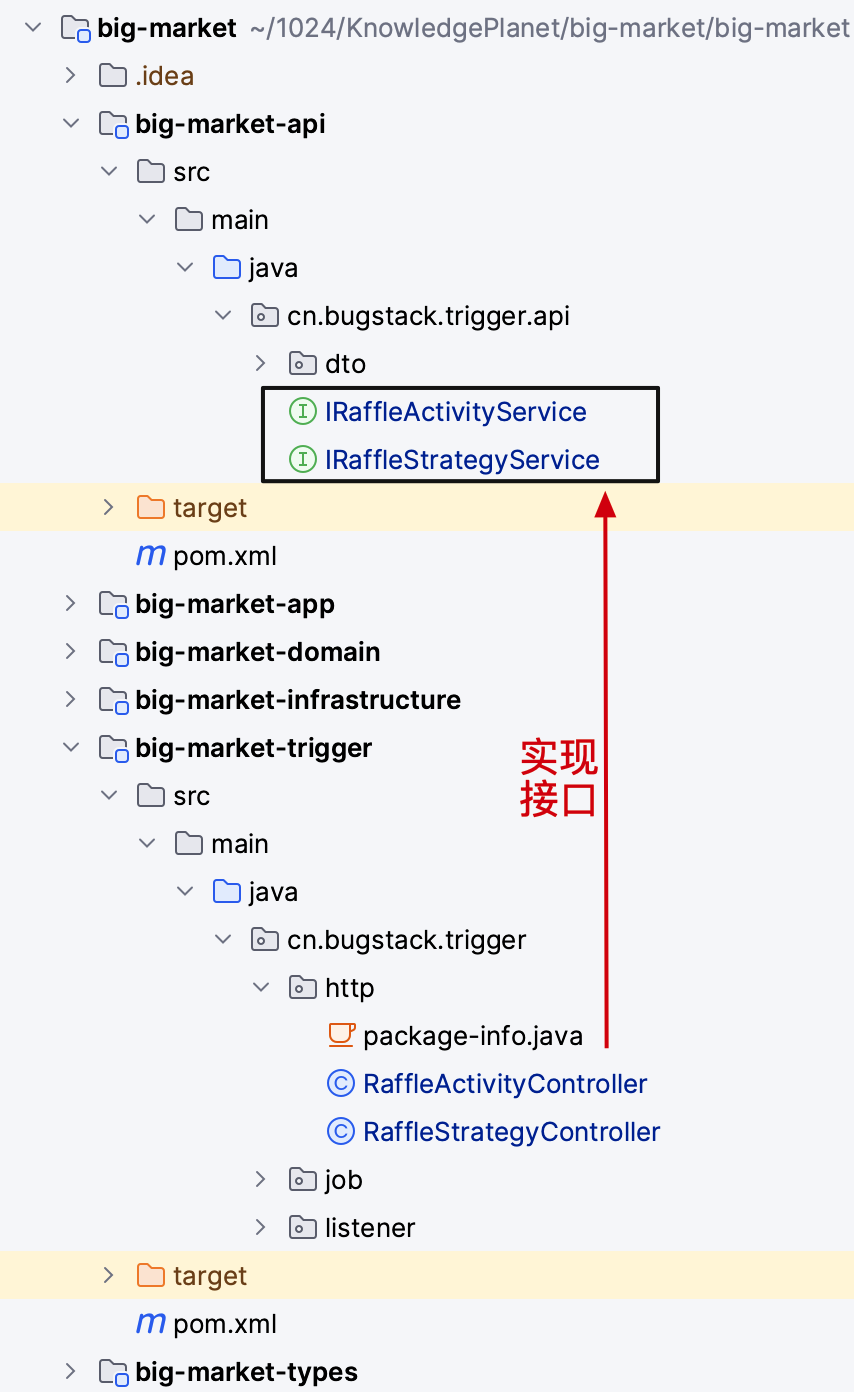 big-market ~/1024/KnowledgePlanet/big-market/big-market
.idea
big-market-api
src
main
java
cn.bugstack.trigger.api
dto
IRaffleActivityService
IRaffleStrategyService
target
pom.xml
big-market-app
big-market-domain
big-market-infrastructure
big-market-trigger
实现
接口
src
main
java
cn.bugstack.trigger
http
package-info.java
RaffleActivityController
RaffleStrategyController
job
listener
target
pom.xml
big-market-types